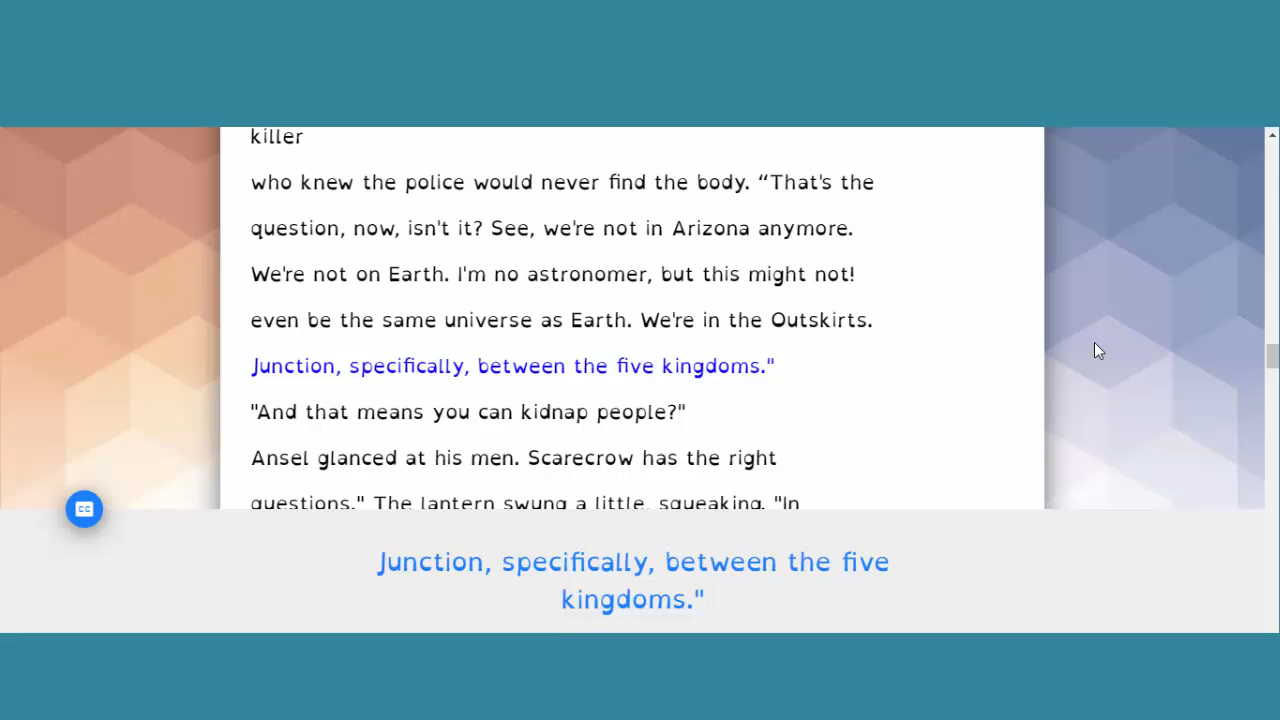 killer
who knew the police would never find the body. “That's the
question, now, isn't it? See, we're not in Arizona anymore.
We're not on Earth. I'm no astronomer, but this might not!
even be the same universe as Earth. We're in the Outskirts.
Junction, specifically, between the five kingdoms."
"And that means you can kidnap people?"
Ansel glanced at his men. Scarecrow has the right
questions." The lantern swung a little, squeaking. "In
CC
Junction, specifically, between the five
kingdoms."